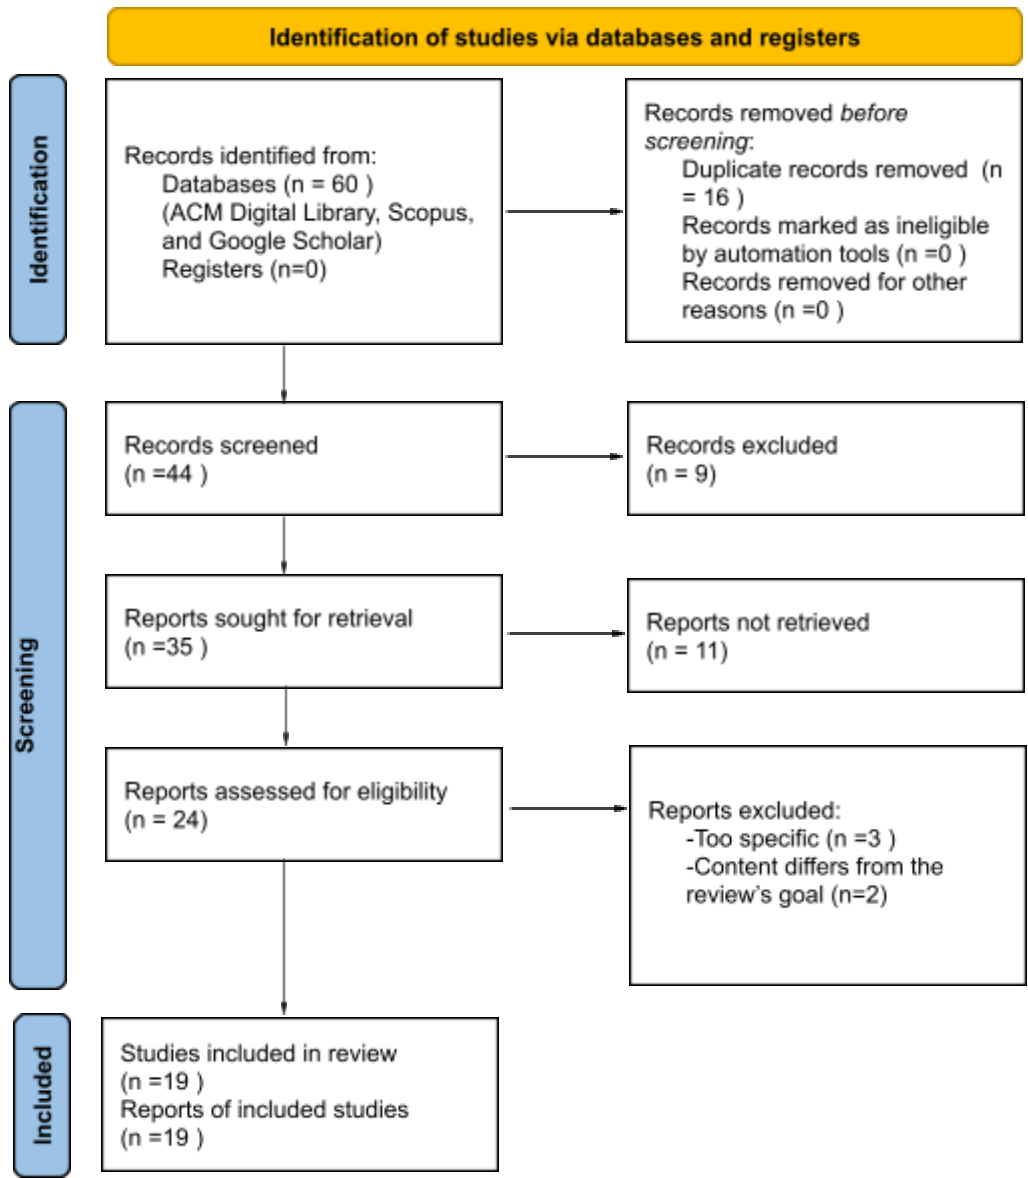 Identification of studies via databases and registers
Identification
Records identified from:
Databases (n = 60 )
(ACM Digital Library, Scopus,
and Google Scholar)
Registers (n=0)
Records removed before
screening:
Duplicate records removed (n
= 16 )
Records marked as ineligible
by automation tools (n =0 )
Records removed for other
reasons (n =0 )
Screening
Records screened
(n =44 )
Records excluded
(n = 9)
Reports sought for retrieval
(n =35 )
Reports not retrieved
(n = 11)
Reports assessed for eligibility
(n = 24)
Reports excluded:
-Too specific (n =3 )
-Content differs from the
review's goal (n=2)
Included
Studies included in review
(n =19 )
Reports of included studies
(n =19 )